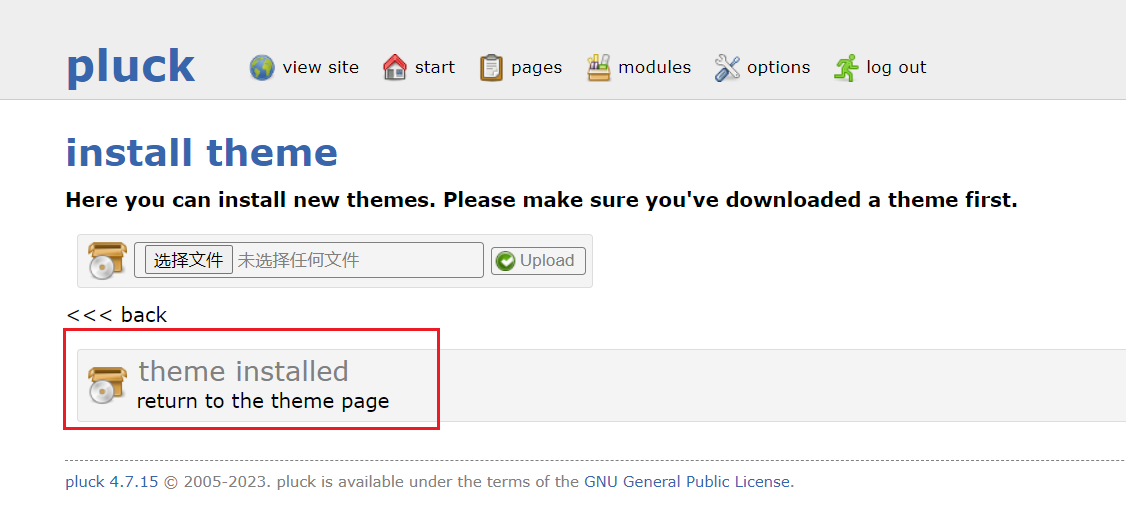 pluck view site start pages modules options log out
install theme
Here you can install new themes. Please make sure you've downloaded a theme first.
选择文件 未选择任何文件 Upload
<<< back
theme installed
return to the theme page
pluck 4.7.15 © 2005-2023. pluck is available under the terms of the GNU General Public License.